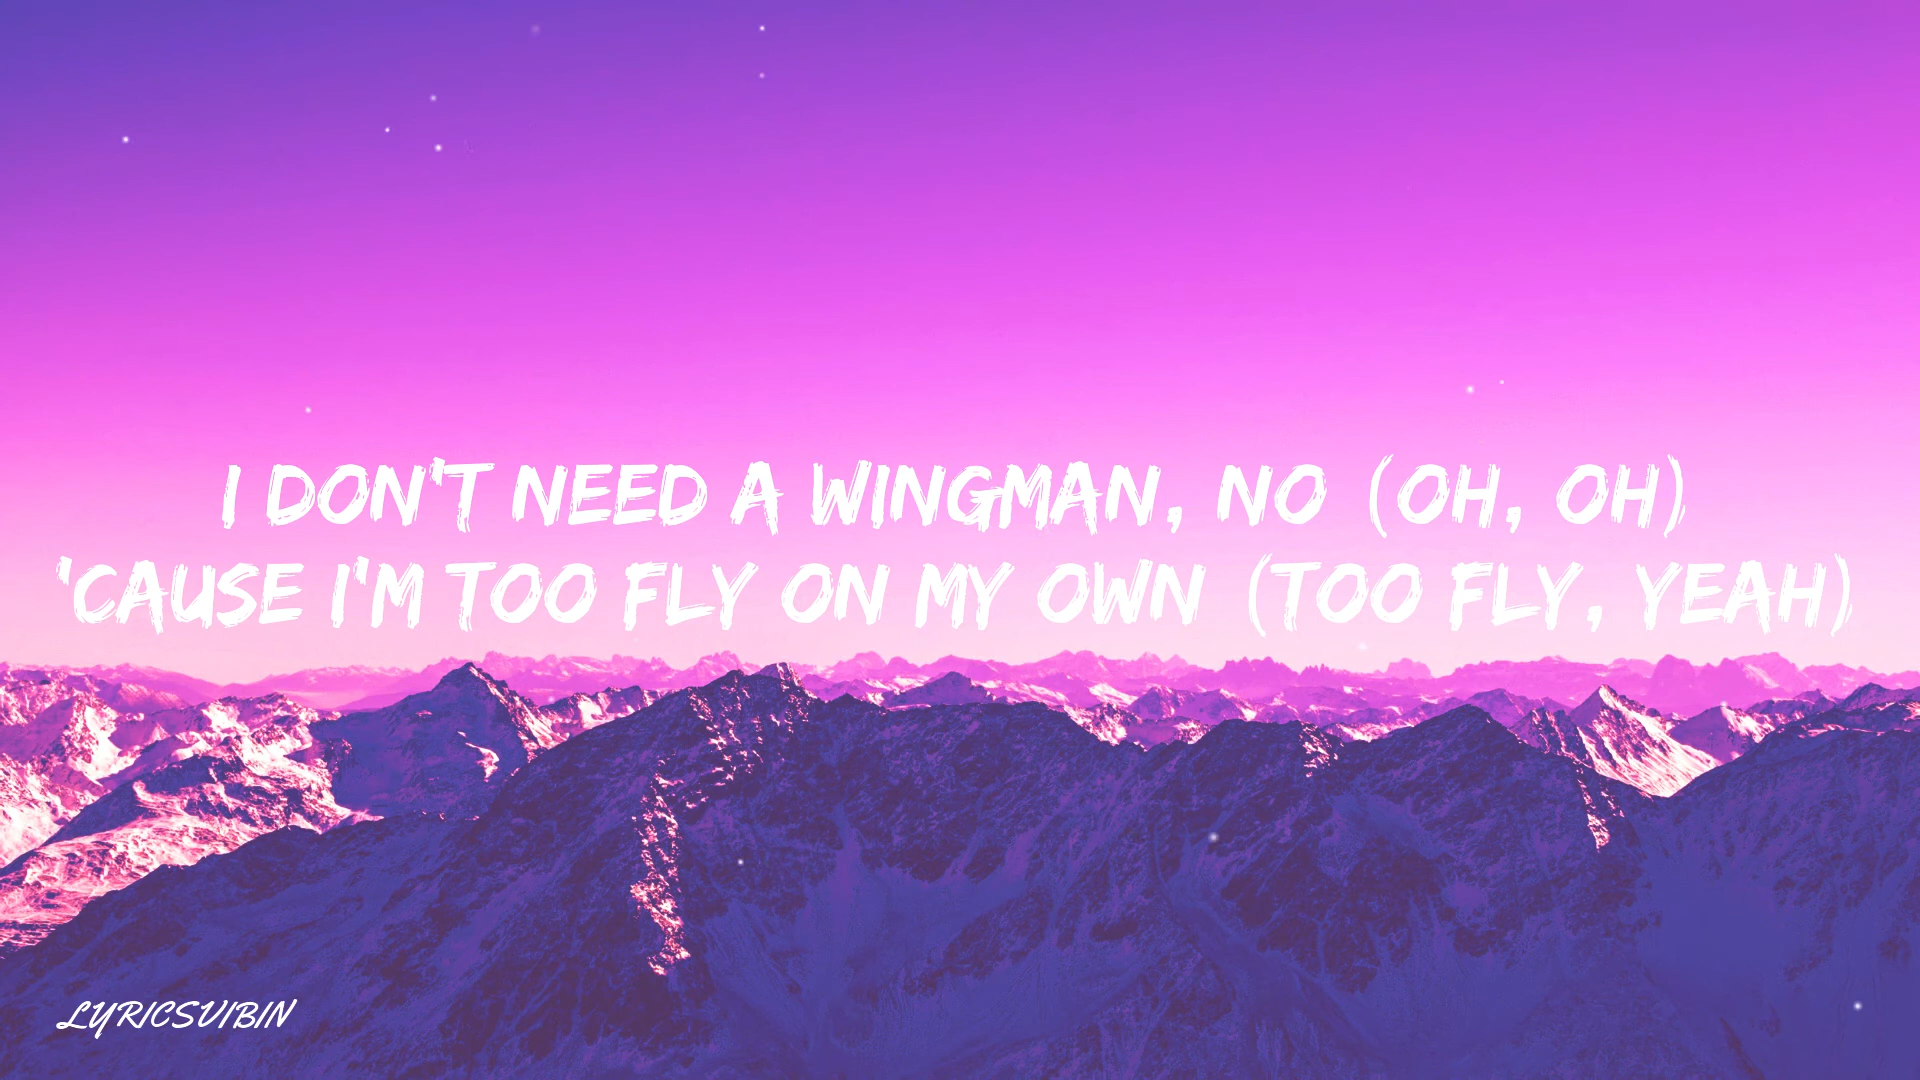 I DON'T NEED A WINGMAN, NO (OH, OH)
'CAUSE I'M TOO FLY ON MY OWN (TOO FLY, YEAH)
LYRICSVIBIN